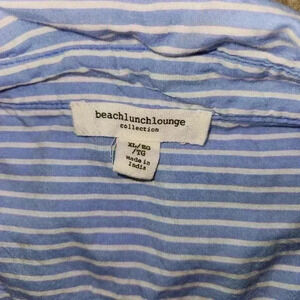 beachlunchlounge
collection
XL/EG
/TG
made in
India